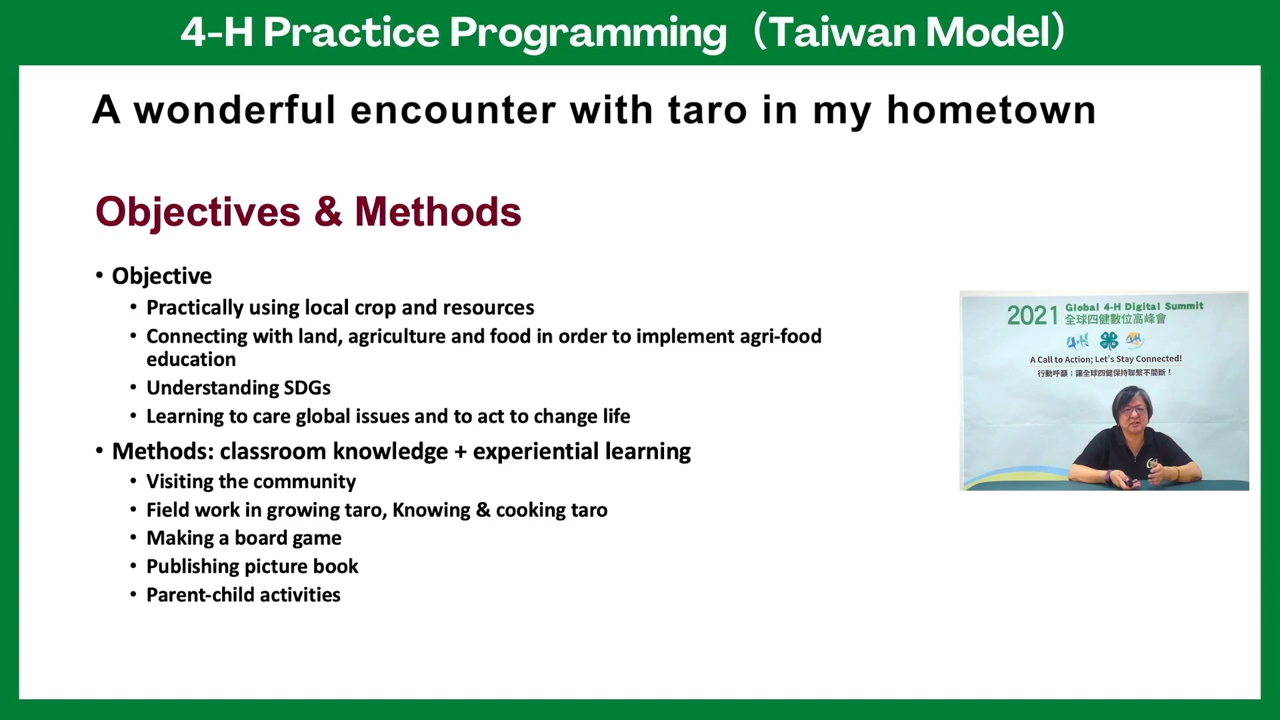 4-H Practice Programming（Taiwan Model）
A wonderful encounter with taro in my hometown
Objectives & Methods
• Objective
• Practically using local crop and resources
• Connecting with land, agriculture and food in order to implement agri-food
education
• Understanding SDGs
• Learning to care global issues and to act to change life
• Methods: classroom knowledge + experiential learning
• Visiting the community
• Field work in growing taro, Knowing & cooking taro
• Making a board game
• Publishing picture book
• Parent-child activities
2021 Global 4-H Digital Summit
全球四健數位高峰會
A Call to Action; Let's Stay Connected!
行動呼籲：讓全球四健保持聯繫不間斷！